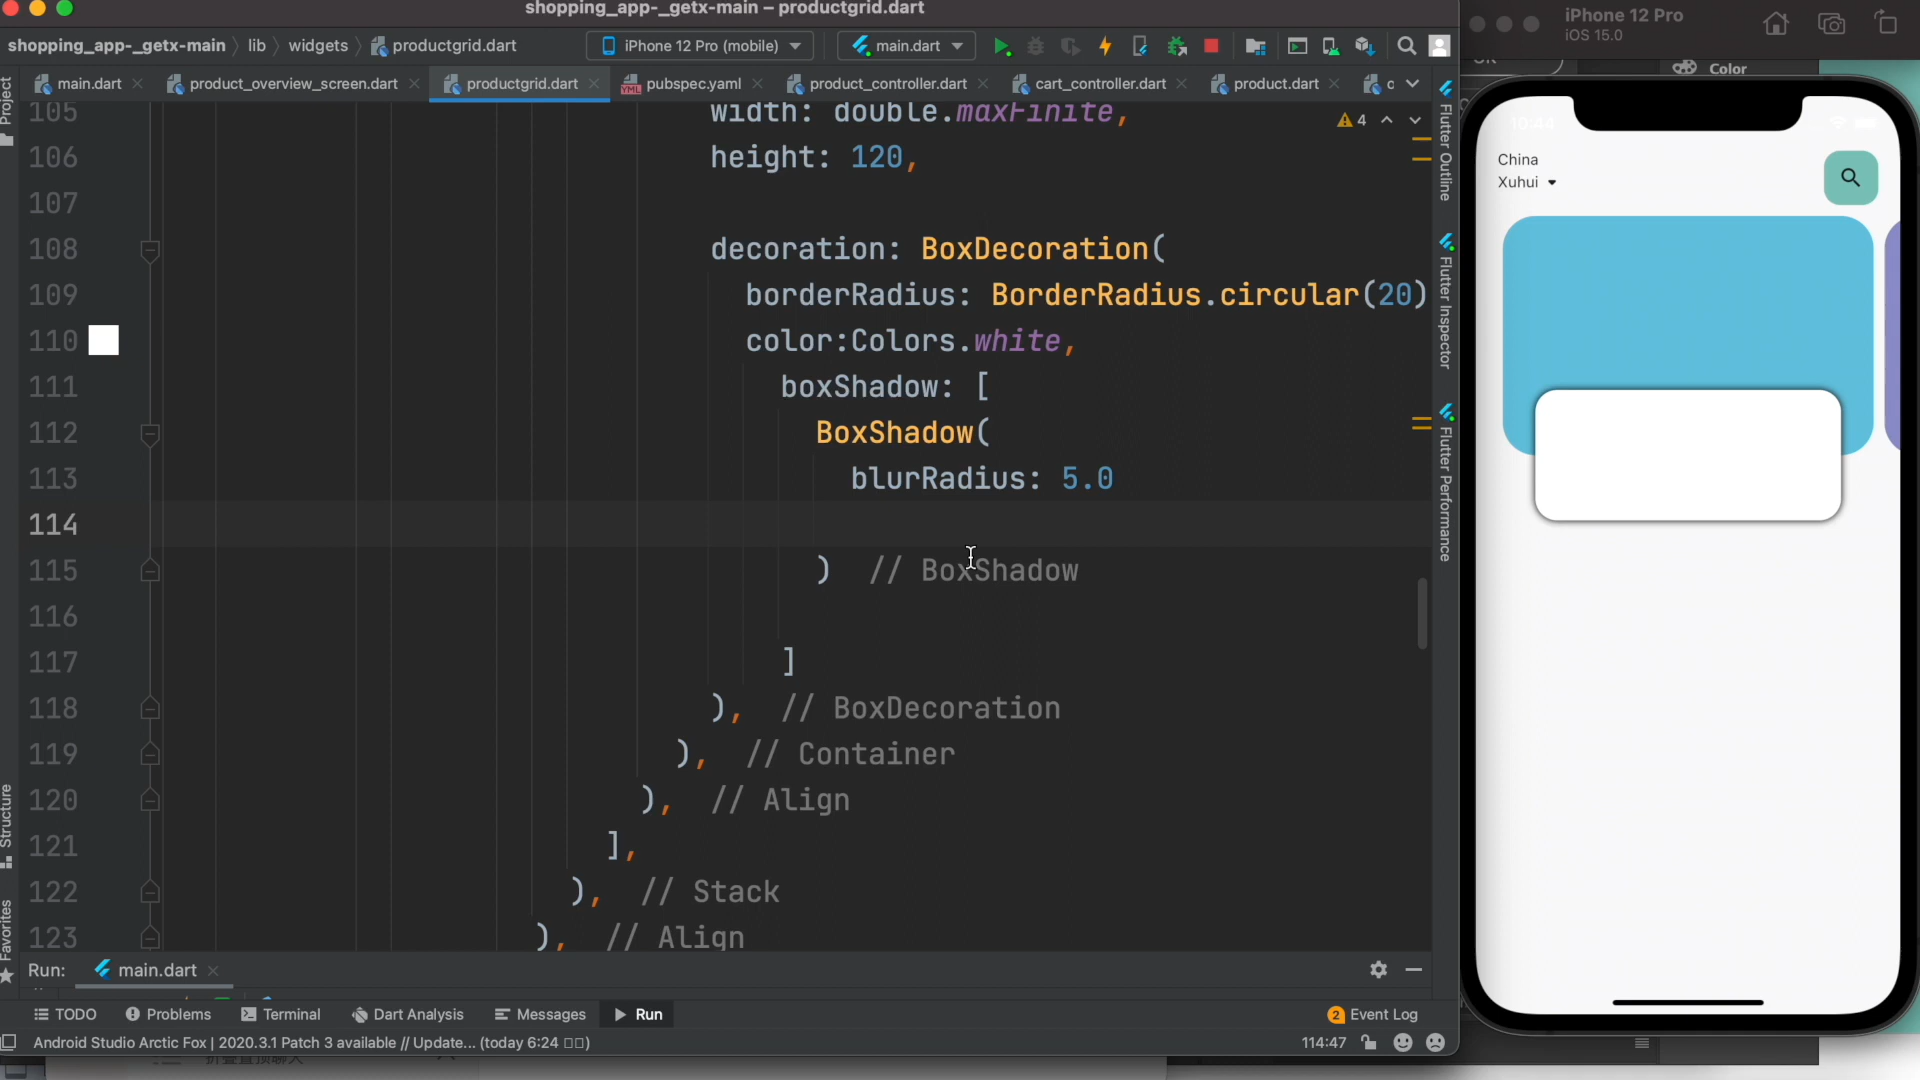 shopping_app-_getx-main – productgrid.dart
shopping_app-_getx-main lib widgets productgrid.dart
iPhone 12 Pro (mobile) main.dart
main.dart product_overview_screen.dart productgrid.dart pubspec.yaml product_controller.dart cart_controller.dart product.dart c
Project
Structure
Favorites
105 width: double.maxFinite,
106 height: 120,
107
108 decoration: BoxDecoration(
109 borderRadius: BorderRadius.circular(20)
110 color:Colors.white,
111 boxShadow: [
112 BoxShadow(
113 blurRadius: 5.0
114
115 ) // BoxShadow
116
117 ]
118 ), // BoxDecoration
119 ), // Container
120 ), // Align
121 ],
122 ), // Stack
123 ), // Align
4
Flutter Outline
Flutter Inspector
Flutter Performance
Run: main.dart
TODO Problems Terminal Dart Analysis Messages Run 2 Event Log
Android Studio Arctic Fox | 2020.3.1 Patch 3 available // Update... (today 6:24 114:47
iPhone 12 Pro
iOS 15.0
Color
China
Xuhui